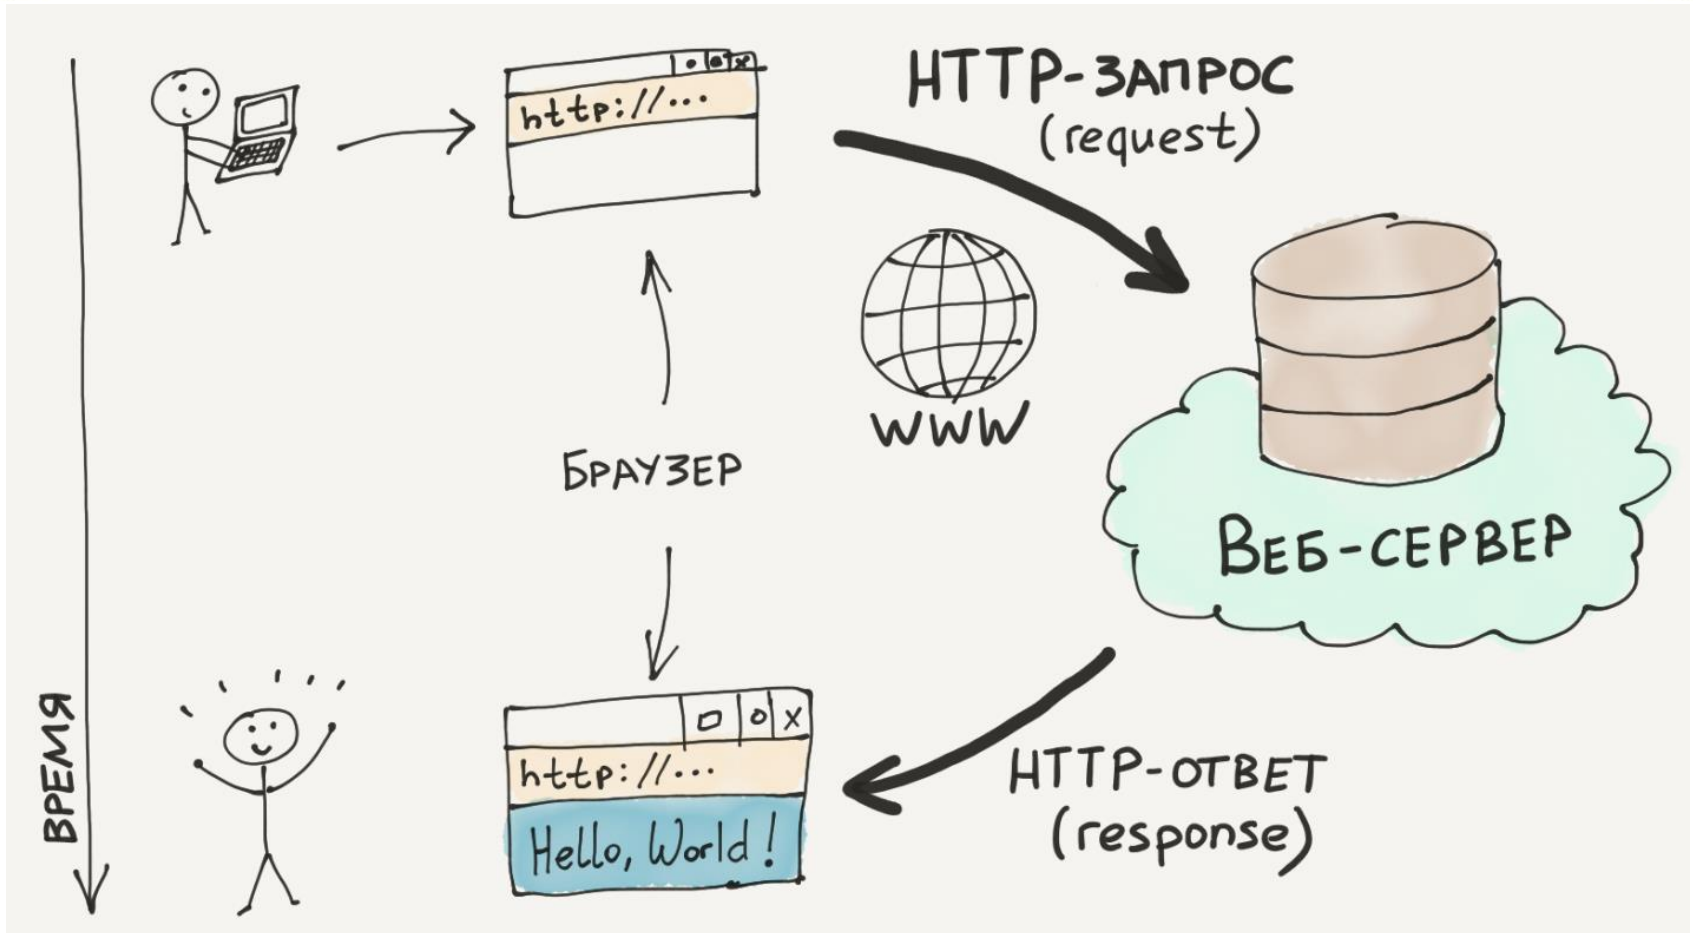 http://...
HTTP-ЗАПРОС
(request)
WWW
БРАУЗЕР
ВЕБ-СЕРВЕР
ВРЕМЯ
http://...
Hello, World!
HTTP-ОТВЕТ
(response)